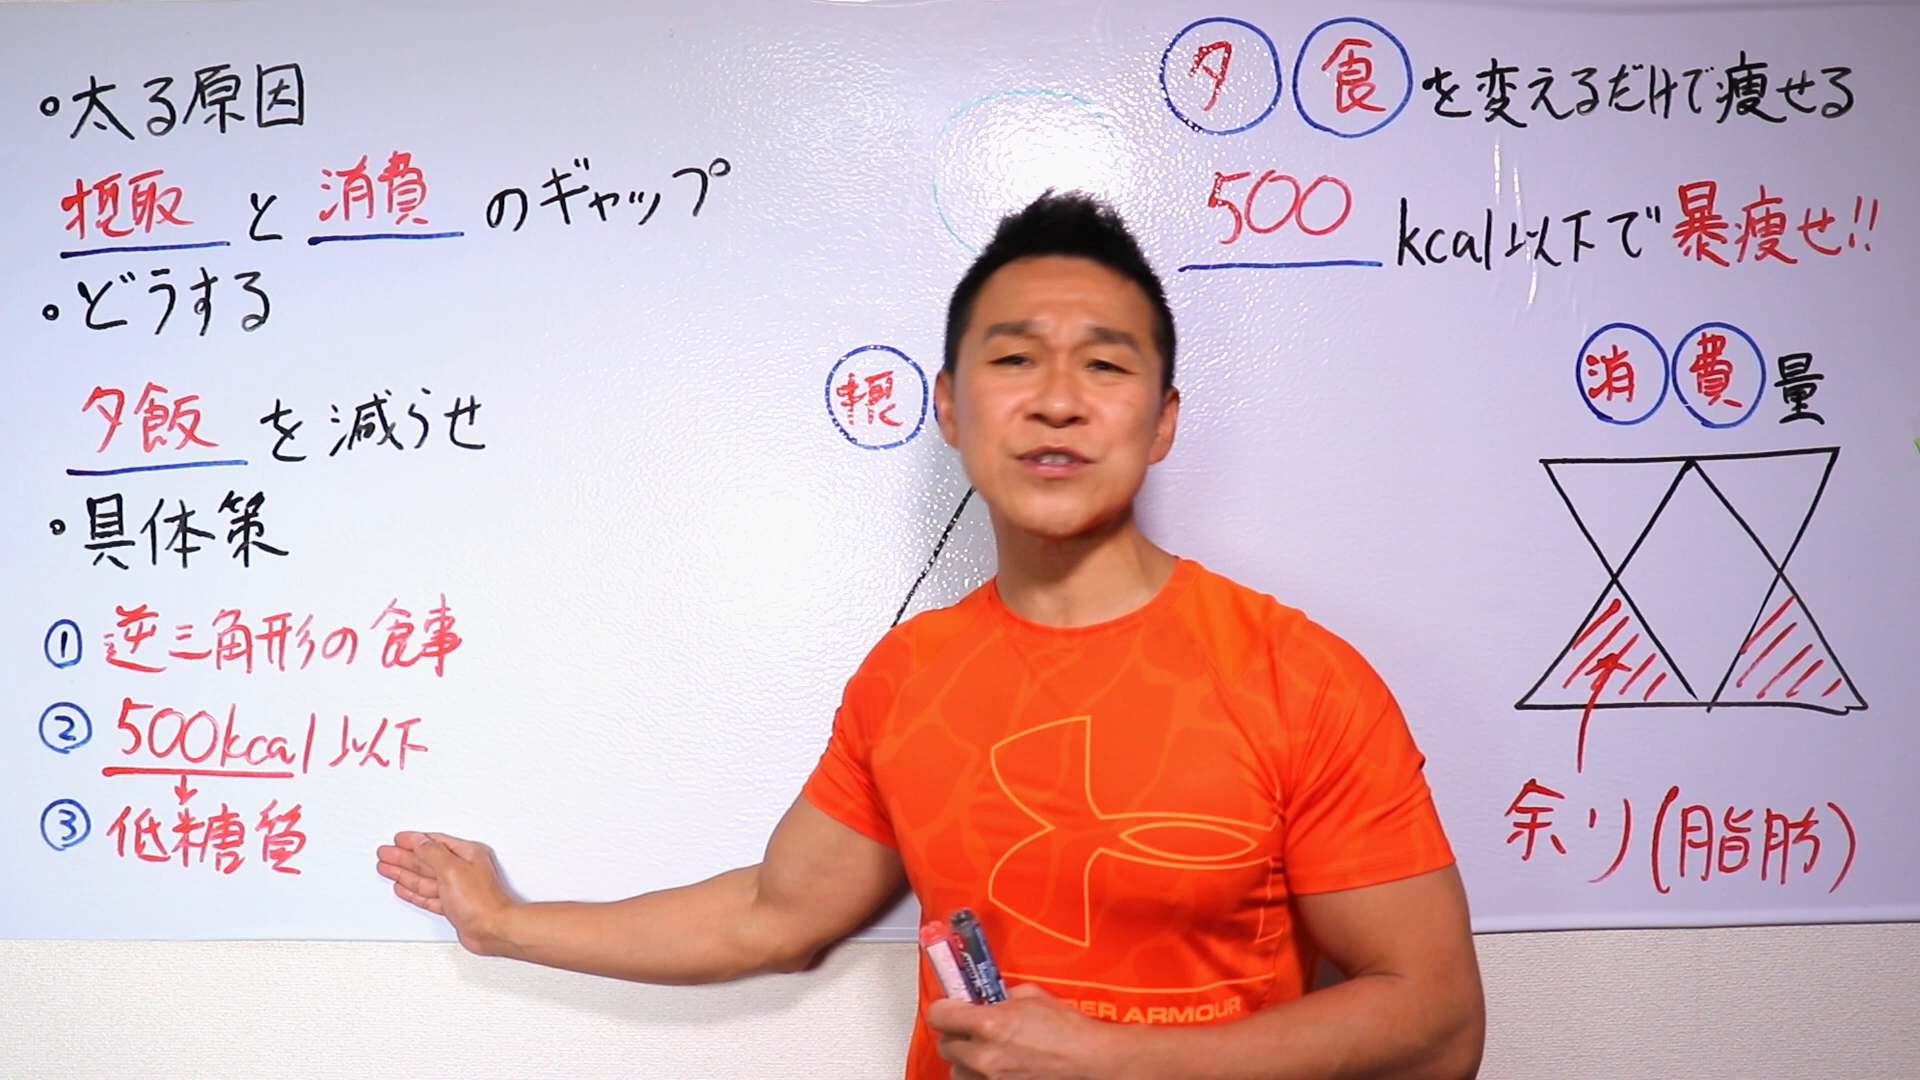 ・太る原因
摂取と消費のギャップ
・どうする
夕飯を減らせ
・具体策
① 逆三角形の食事
② 500kcal以下
③ 低糖質
夕食を変えるだけで痩せる
500kcal以下で暴痩せ!!
摂
消費量
余り(脂肪)
DER ARMOUR